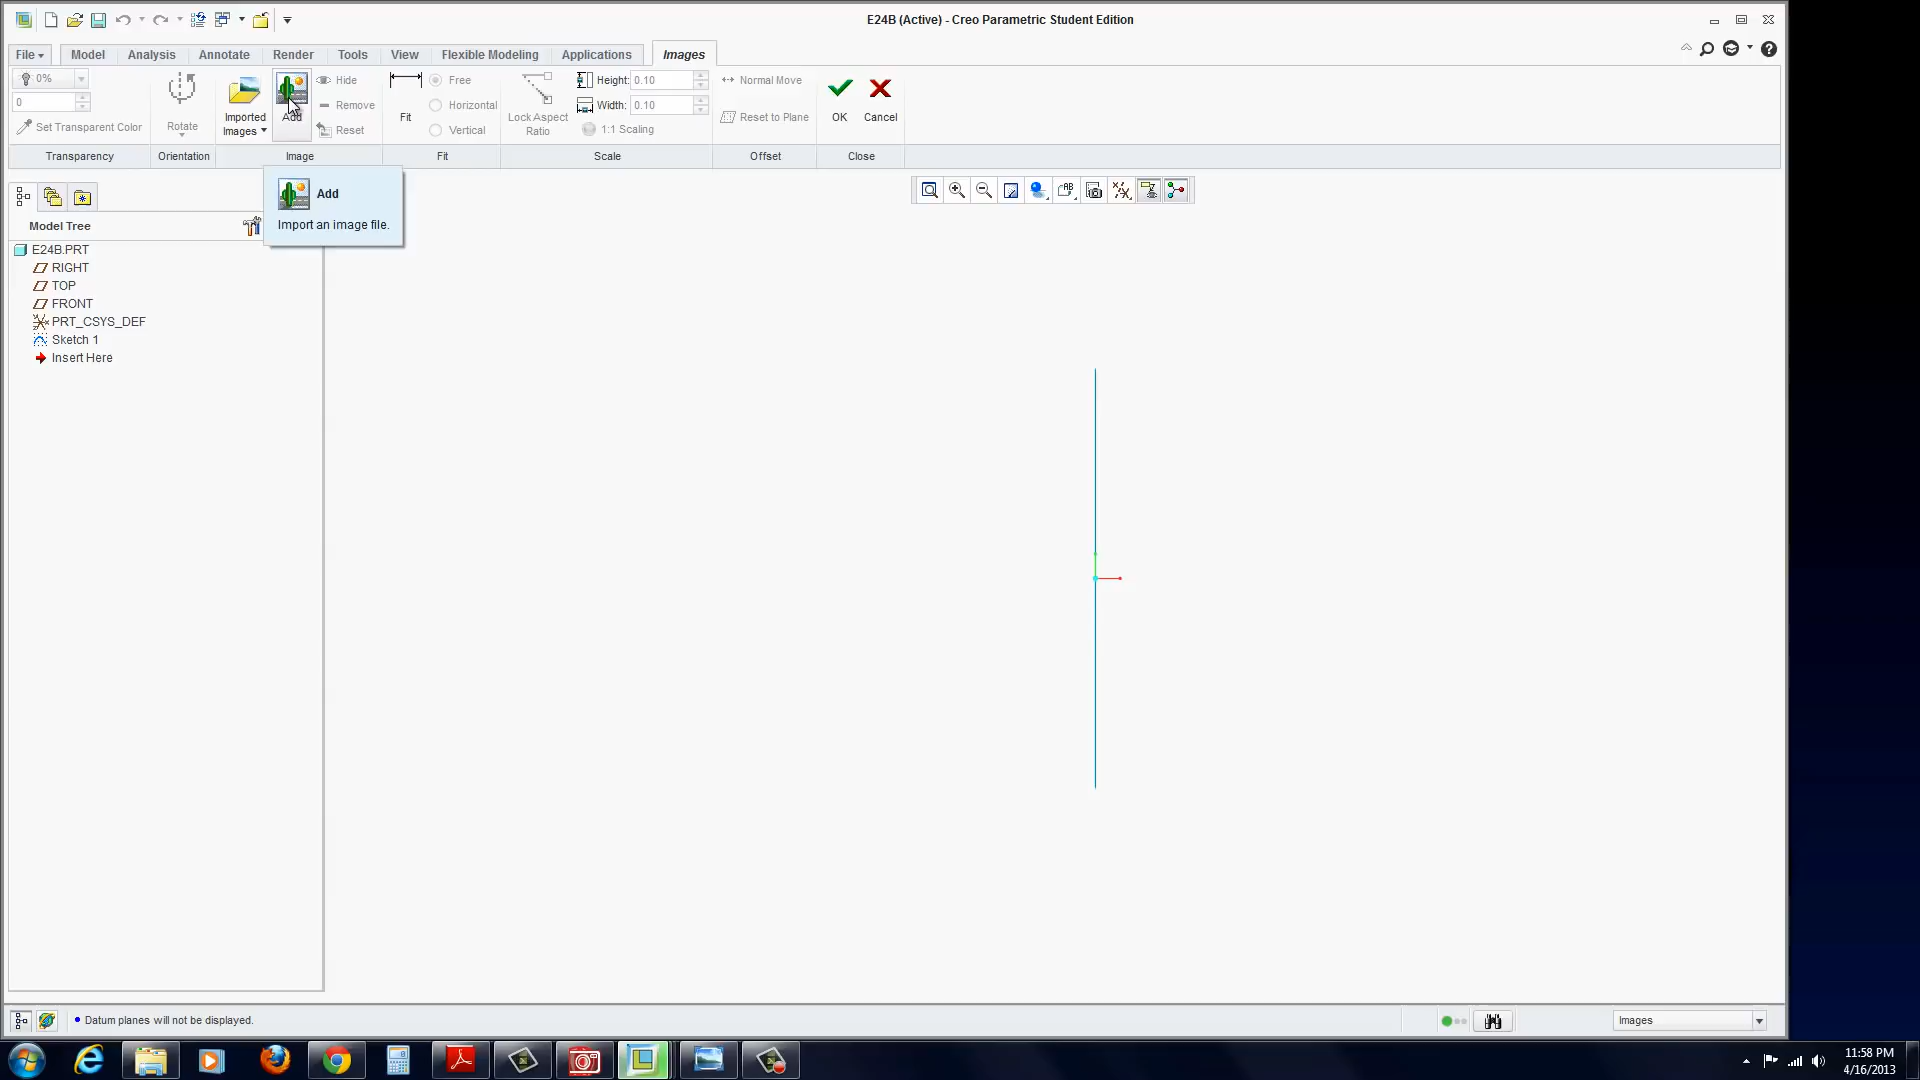 E24B (Active) - Creo Parametric Student Edition
File Model Analysis Annotate Render Tools View Flexible Modeling Applications Images
0%
0
Set Transparent Color
Transparency
Rotate
Orientation
Imported
Images
Add
Hide
Remove
Reset
Image
Fit
Free
Horizontal
Vertical
Fit
Lock Aspect
Ratio
Height: 0.10
Width: 0.10
1:1 Scaling
Scale
Normal Move
Reset to Plane
Offset
OK
Cancel
Close
Add
Import an image file.
Model Tree
E24B.PRT
RIGHT
TOP
FRONT
PRT_CSYS_DEF
Sketch 1
Insert Here
• Datum planes will not be displayed.
Images
11:58 PM
4/16/2013